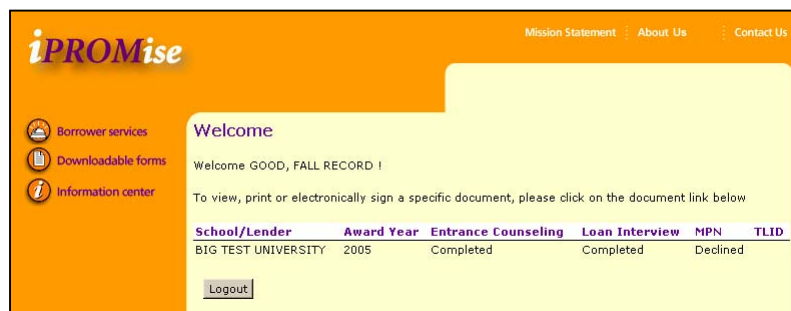 iPROMise
Mission Statement About Us Contact Us
Borrower services
Downloadable forms
Information center
Welcome
Welcome GOOD, FALL RECORD !
To view, print or electronically sign a specific document, please click on the document link below
School/Lender Award Year Entrance Counseling Loan Interview MPN TLID
BIG TEST UNIVERSITY 2005 Completed Completed Declined
Logout